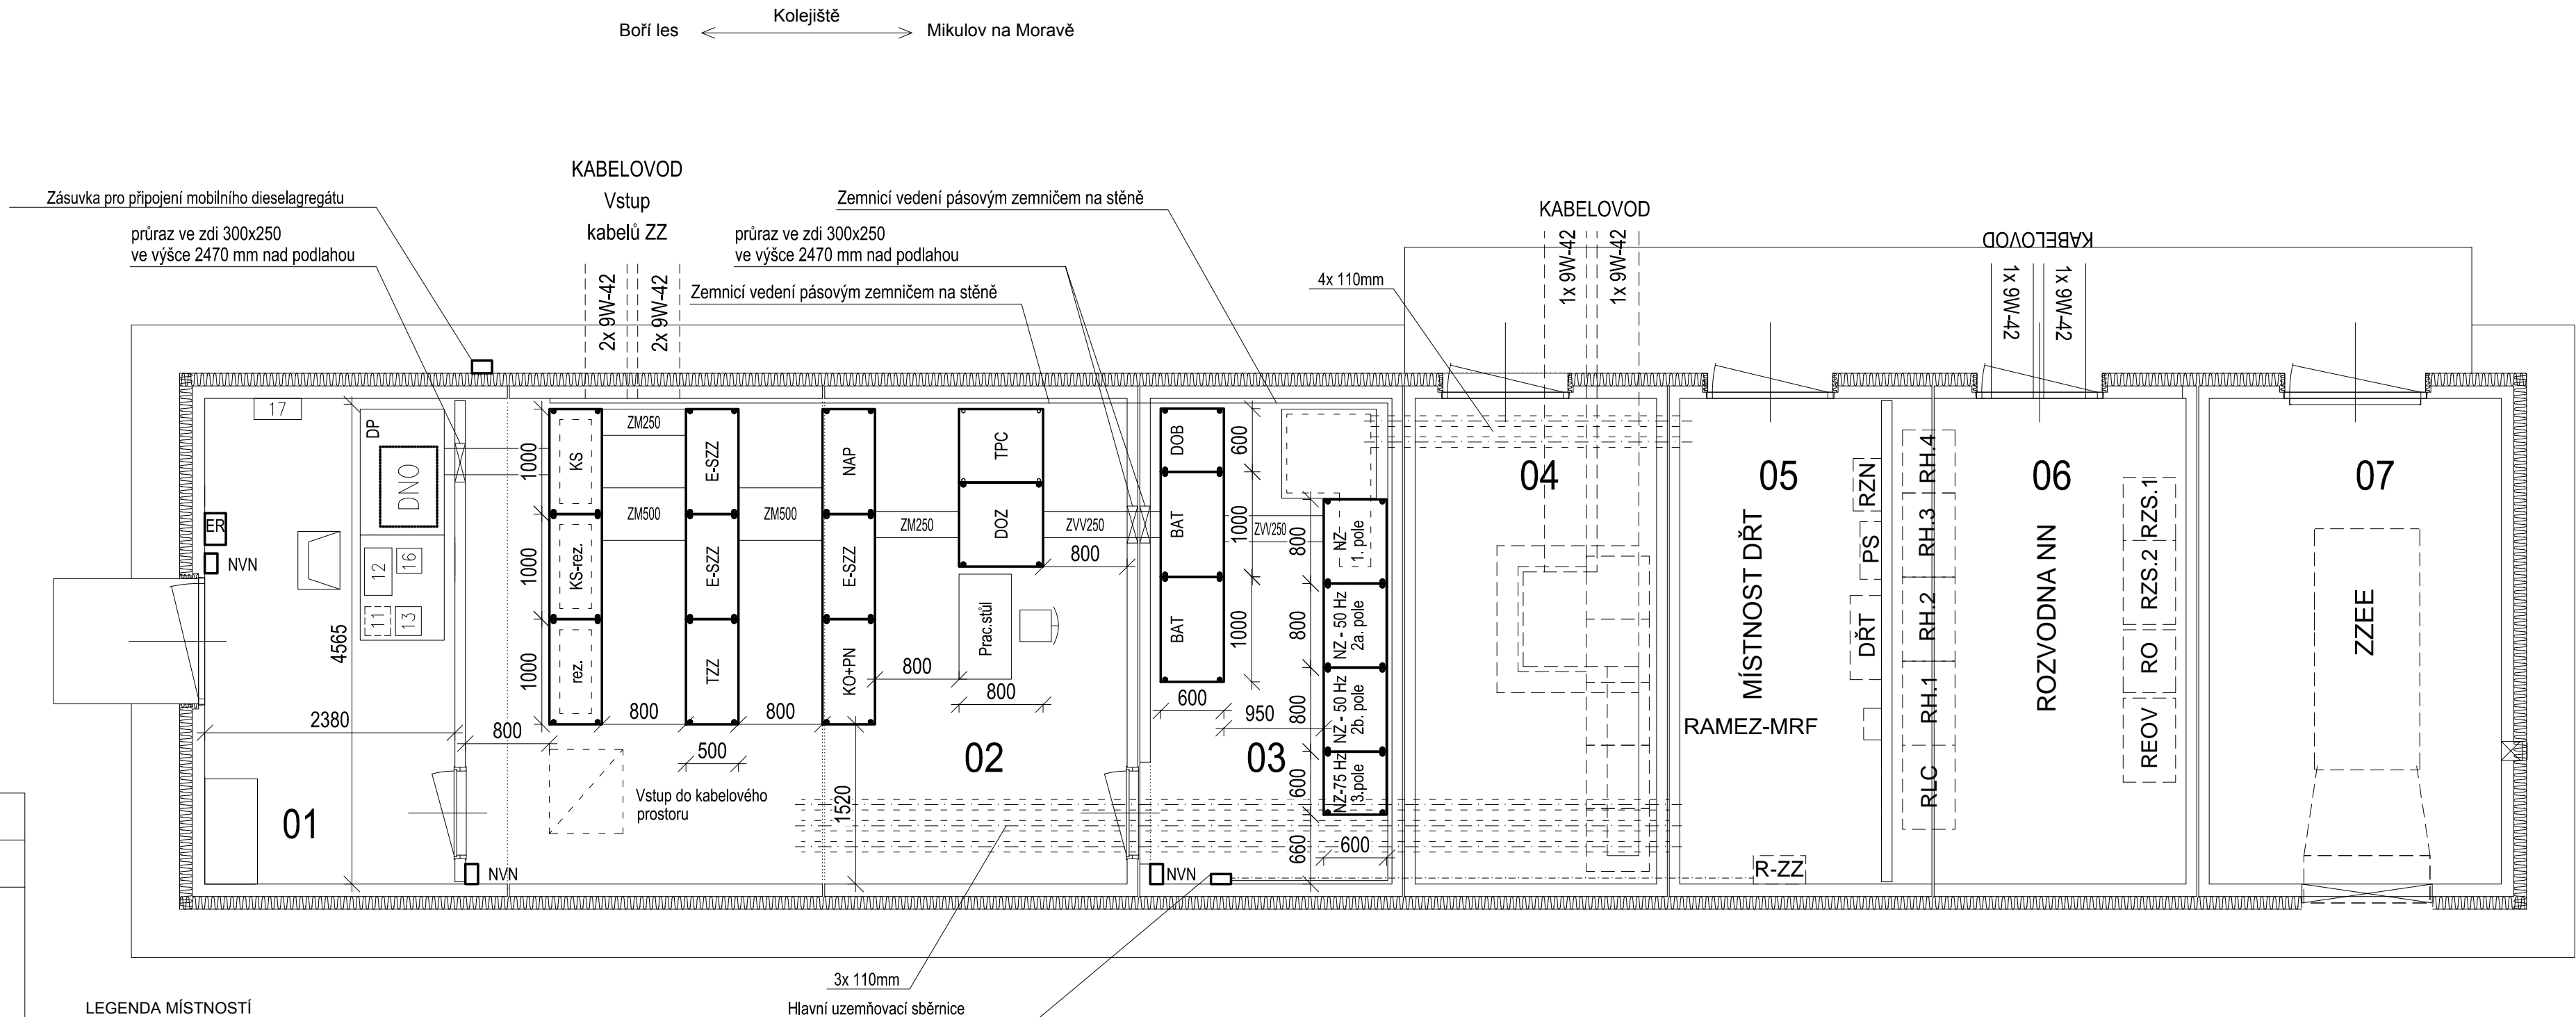 Kolejiště
Boří les
Mikulov na Moravě
KABELOVOD
Vstup
kabelů ZZ
Zásuvka pro připojení mobilního dieselagregátu
průraz ve zdi 300x250
ve výšce 2470 mm nad podlahou
Zemnicí vedení pásovým zemničem na stěně
průraz ve zdi 300x250
ve výšce 2470 mm nad podlahou
Zemnicí vedení pásovým zemničem na stěně
2x 9W-42
2x 9W-42
KABELOVOD
1x 9W-42
1x 9W-42
4x 110mm
KABELOVOD
1x 9W-42
1x 9W-42
17
DP
DNO
ER
NVN
12
16
11
13
4565
2380
01
800
NVN
1000
1000
1000
KS
KS-rez.
rez.
ZM250
ZM500
E-SZZ
E-SZZ
TZZ
ZM500
NAP
E-SZZ
KO+PN
800
800
500
Vstup do kabelového
prostoru
1520
ZM250
TPC
DOZ
ZVV250
800
Prac.stůl
800
800
02
DOB
BAT
BAT
600
1000
1000
600
950
ZVV250
NZ
1. pole
NZ - 50 Hz
2a. pole
NZ - 50 Hz
2b. pole
NZ-75 Hz
3.pole
800
800
800
600
660
600
03
NVN
04
05
MÍSTNOST DŘT
RAMEZ-MRF
RZN
PS
DŘT
R-ZZ
RH.4
RH.3
RH.2
RH.1
RLC
06
ROZVODNA NN
RZS.1
RZS.2
RO
REOV
07
ZZEE
3x 110mm
Hlavní uzemňovací sběrnice
LEGENDA MÍSTNOSTÍ